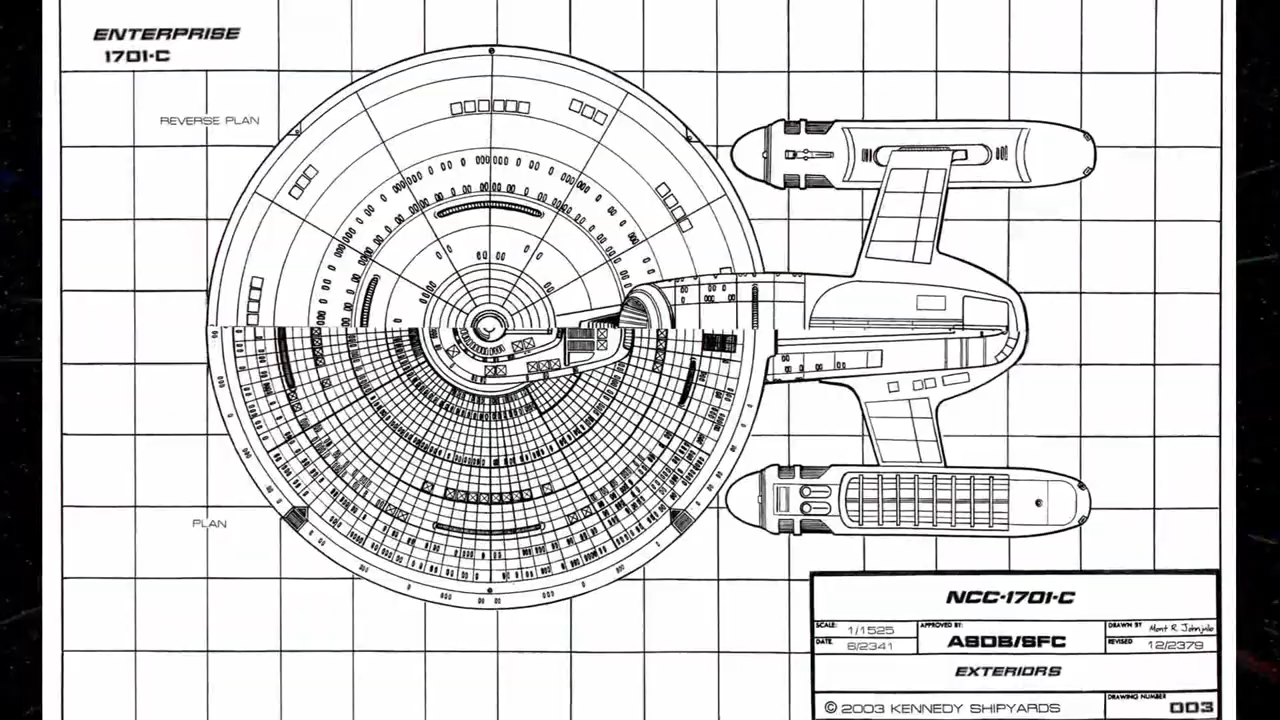 ENTERPRISE
1701-C
REVERSE PLAN
PLAN
NCC-1701-C
SCALE: 1/1525
APPROVED BY:
ASDB/SFC
DRAWN BY
DATE: 6/2341
REVISED 12/2379
EXTERIORS
DRAWING NUMBER
003
© 2003 KENNEDY SHIPYARDS